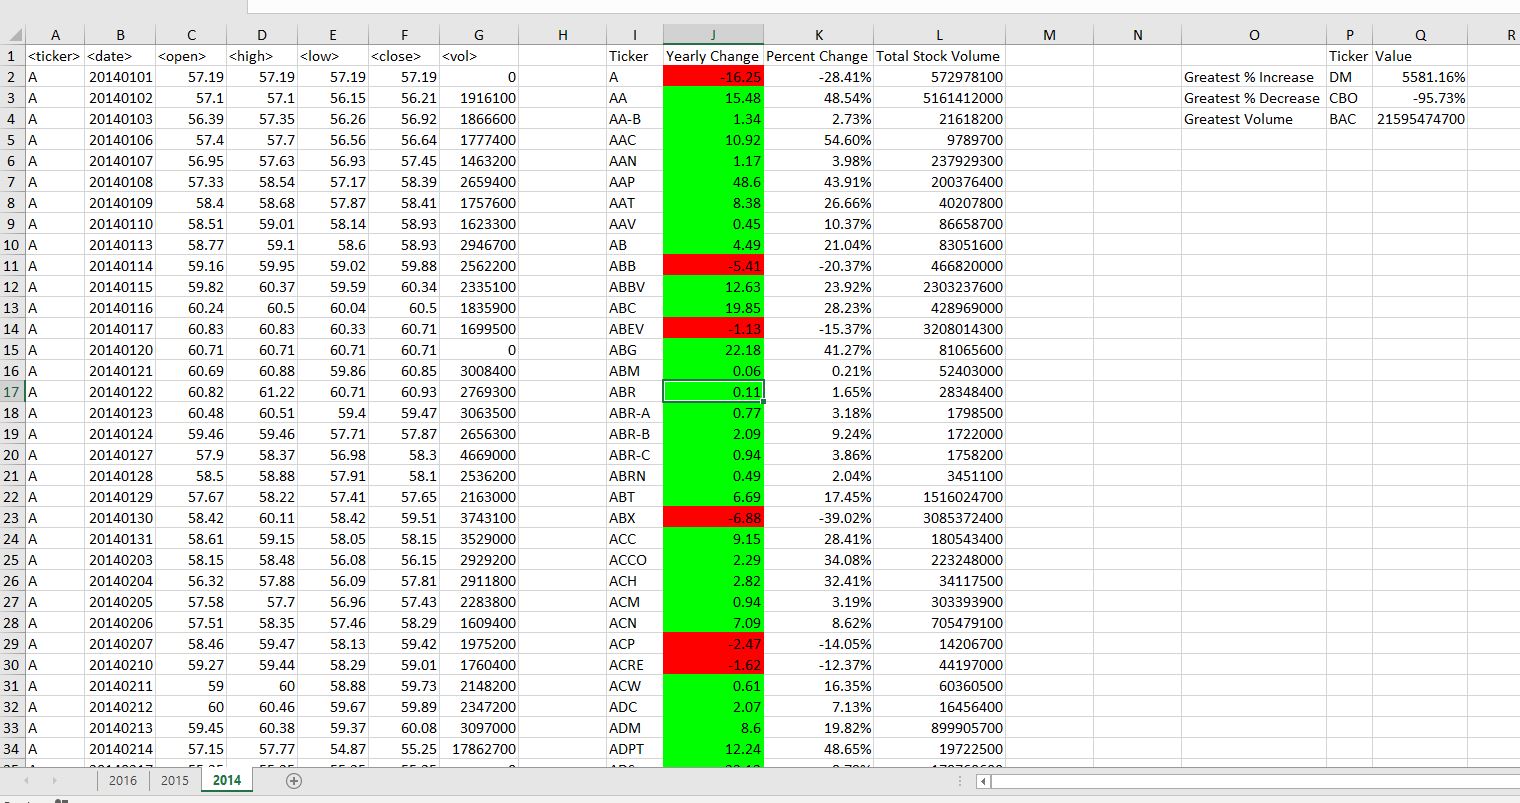 A B C D E F G H I J K L M N O P Q R
1 <ticker> <date> <open> <high> <low> <close> <vol> Ticker Yearly Change Percent Change Total Stock Volume Ticker Value
2 A 20140101 57.19 57.19 57.19 57.19 0 A -16.25 -28.41% 572978100 Greatest % Increase DM 5581.16%
3 A 20140102 57.1 57.1 56.15 56.21 1916100 AA 15.48 48.54% 5161412000 Greatest % Decrease CBO -95.73%
4 A 20140103 56.39 57.35 56.26 56.92 1866600 AA-B 1.34 2.73% 21618200 Greatest Volume BAC 21595474700
5 A 20140106 57.4 57.7 56.56 56.64 1777400 AAC 10.92 54.60% 9789700
6 A 20140107 56.95 57.63 56.93 57.45 1463200 AAN 1.17 3.98% 237929300
7 A 20140108 57.33 58.54 57.17 58.39 2659400 AAP 48.6 43.91% 200376400
8 A 20140109 58.4 58.68 57.87 58.41 1757600 AAT 8.38 26.66% 40207800
9 A 20140110 58.51 59.01 58.14 58.93 1623300 AAV 0.45 10.37% 86658700
10 A 20140113 58.77 59.1 58.6 58.93 2946700 AB 4.49 21.04% 83051600
11 A 20140114 59.16 59.95 59.02 59.88 2562200 ABB -5.41 -20.37% 466820000
12 A 20140115 59.82 60.37 59.59 60.34 2335100 ABBV 12.63 23.92% 2303237600
13 A 20140116 60.24 60.5 60.04 60.5 1835900 ABC 19.85 28.23% 428969000
14 A 20140117 60.83 60.83 60.33 60.71 1699500 ABEV -1.13 -15.37% 3208014300
15 A 20140120 60.71 60.71 60.71 60.71 0 ABG 22.18 41.27% 81065600
16 A 20140121 60.69 60.88 59.86 60.85 3008400 ABM 0.06 0.21% 52403000
17 A 20140122 60.82 61.22 60.71 60.93 2769300 ABR 0.11 1.65% 28348400
18 A 20140123 60.48 60.51 59.4 59.47 3063500 ABR-A 0.77 3.18% 1798500
19 A 20140124 59.46 59.46 57.71 57.87 2656300 ABR-B 2.09 9.24% 1722000
20 A 20140127 57.9 58.37 56.98 58.3 4669000 ABR-C 0.94 3.86% 1758200
21 A 20140128 58.5 58.88 57.91 58.1 2536200 ABRN 0.49 2.04% 3451100
22 A 20140129 57.67 58.22 57.41 57.65 2163000 ABT 6.69 17.45% 1516024700
23 A 20140130 58.42 60.11 58.42 59.51 3743100 ABX -6.88 -39.02% 3085372400
24 A 20140131 58.61 59.15 58.05 58.15 3529000 ACC 9.15 28.41% 180543400
25 A 20140203 58.15 58.48 56.08 56.15 2929200 ACCO 2.29 34.08% 223248000
26 A 20140204 56.32 57.88 56.09 57.81 2911800 ACH 2.82 32.41% 34117500
27 A 20140205 57.58 57.7 56.96 57.43 2283800 ACM 0.94 3.19% 303393900
28 A 20140206 57.51 58.35 57.46 58.29 1609400 ACN 7.09 8.62% 705479100
29 A 20140207 58.46 59.47 58.13 59.42 1975200 ACP -2.47 -14.05% 14206700
30 A 20140210 59.27 59.44 58.29 59.01 1760400 ACRE -1.62 -12.37% 44197000
31 A 20140211 59 60 58.88 59.73 2148200 ACW 0.61 16.35% 60360500
32 A 20140212 60 60.46 59.67 59.89 2347200 ADC 2.07 7.13% 16456400
33 A 20140213 59.45 60.38 59.37 60.08 3097000 ADM 8.6 19.82% 899905700
34 A 20140214 57.15 57.77 54.87 55.25 17862700 ADPT 12.24 48.65% 19722500
2016 2015 2014